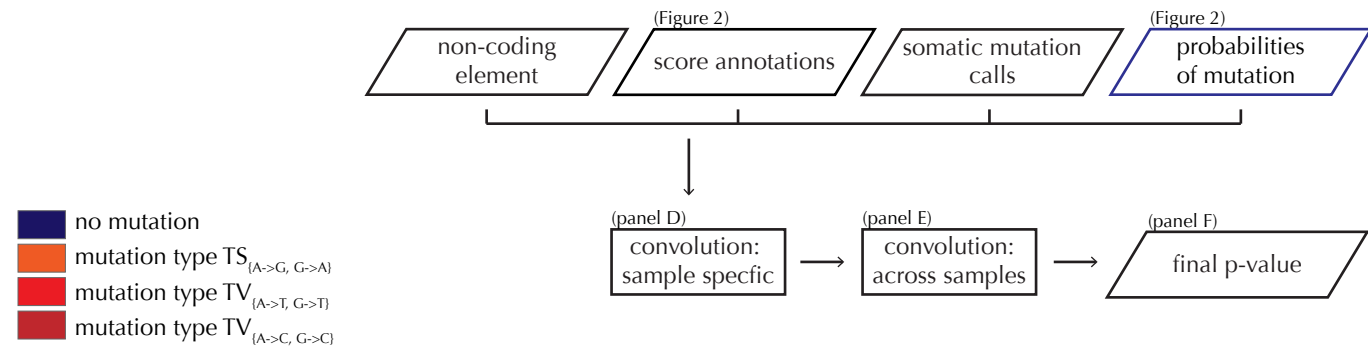 (Figure 2)
(Figure 2)
non-coding
element
score annotations
somatic mutation
calls
probabilities
of mutation
no mutation
mutation type TS{A->G, G->A}
mutation type TV{A->T, G->T}
mutation type TV{A->C, G->C}
(panel D)
convolution:
sample specfic
(panel E)
convolution:
across samples
(panel F)
final p-value